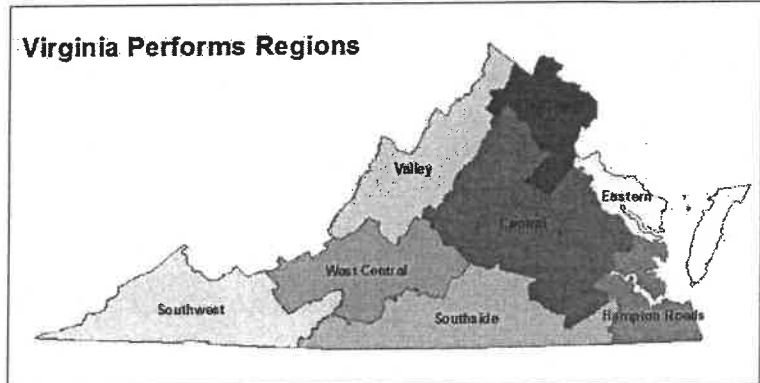 Virginia Performs Regions
Valley
Eastern
Central
West Central
Southwest
Southside
Hampton Roads